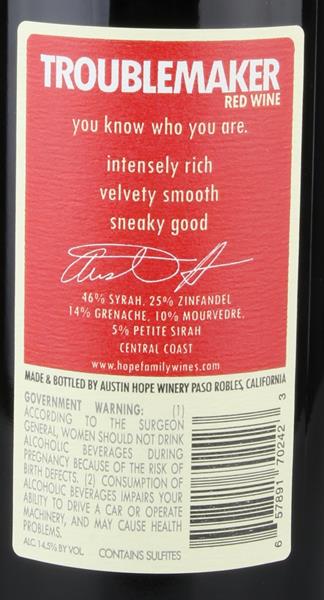 TROUBLEMAKER
RED WINE
you know who you are.
intensely rich
velvety smooth
sneaky good
46% SYRAH, 25% ZINFANDEL
14% GRENACHE, 10% MOURVEDRE,
5% PETITE SIRAH
CENTRAL COAST
www.hopefamilywines.com
MADE & BOTTLED BY AUSTIN HOPE WINERY PASO ROBLES, CALIFORNIA
GOVERNMENT WARNING: (1)
ACCORDING TO THE SURGEON
GENERAL, WOMEN SHOULD NOT DRINK
ALCOHOLIC BEVERAGES DURING
PREGNANCY BECAUSE OF THE RISK OF
BIRTH DEFECTS. (2) CONSUMPTION OF
ALCOHOLIC BEVERAGES IMPAIRS YOUR
ABILITY TO DRIVE A CAR OR OPERATE
MACHINERY, AND MAY CAUSE HEALTH
PROBLEMS.
ALC. 14.5% BY VOL. CONTAINS SULFITES
6 57891 70242 3